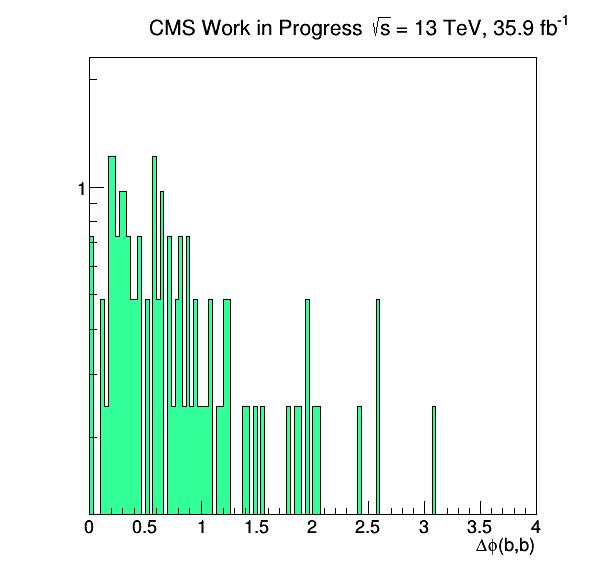 CMS Work in Progress √s = 13 TeV, 35.9 fb⁻¹
1
0 0.5 1 1.5 2 2.5 3 3.5 4
Δϕ(b,b)